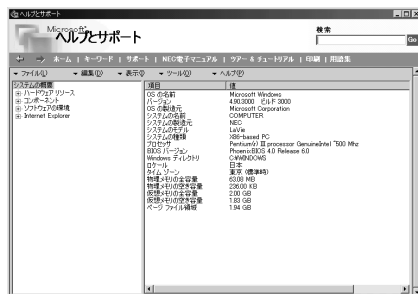 ヘルプとサポート
Microsoft
ヘルプとサポート
検索
Go
ホーム | キーワード | サポート | NEC電子マニュアル | ツアー & チュートリアル | 印刷 | 用語集
ファイル(L) 編集(D) 表示(I) ツール(O) ヘルプ(P)
システムの概要
ハードウェア リソース
コンポーネント
ソフトウェアの環境
Internet Explorer
項目 値
OS の名前 Microsoft Windows
バージョン 4.90.3000 ビルド 3000
OS の製造元 Microsoft Corporation
システムの名前 COMPUTER
システムの製造元 NEC
システムのモデル LaVie
システムの種類 X86-based PC
プロセッサ Pentium(r) III processor GenuineIntel ~500 Mhz
BIOS バージョン PhoenixBIOS 4.0 Release 6.0
Windows ディレクトリ C:¥WINDOWS
ロケール 日本
タイム ゾーン 東京 (標準時)
物理メモリの全容量 63.08 MB
物理メモリの空き容量 236.00 KB
仮想メモリの全容量 2.00 GB
仮想メモリの空き容量 1.83 GB
ページ ファイル領域 1.94 GB